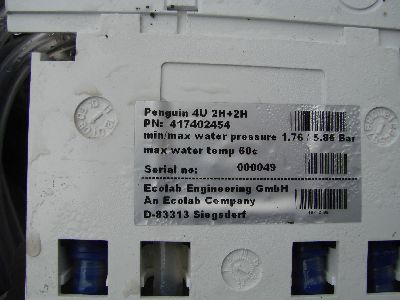 Penguin 4U 2H+2H
PN: 417402454
min/max water pressure 1.76 / 5.86 Bar
max water temp 60c
Serial no: 000049
Ecolab Engineering GmbH
An Ecolab Company
D-83313 Siegsdorf